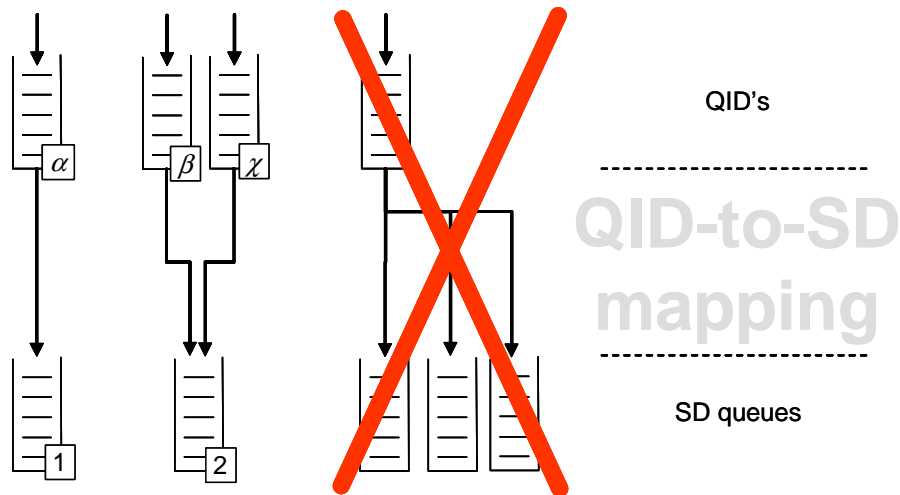 QID's
α
β
χ
QID-to-SD
mapping
SD queues
1
2